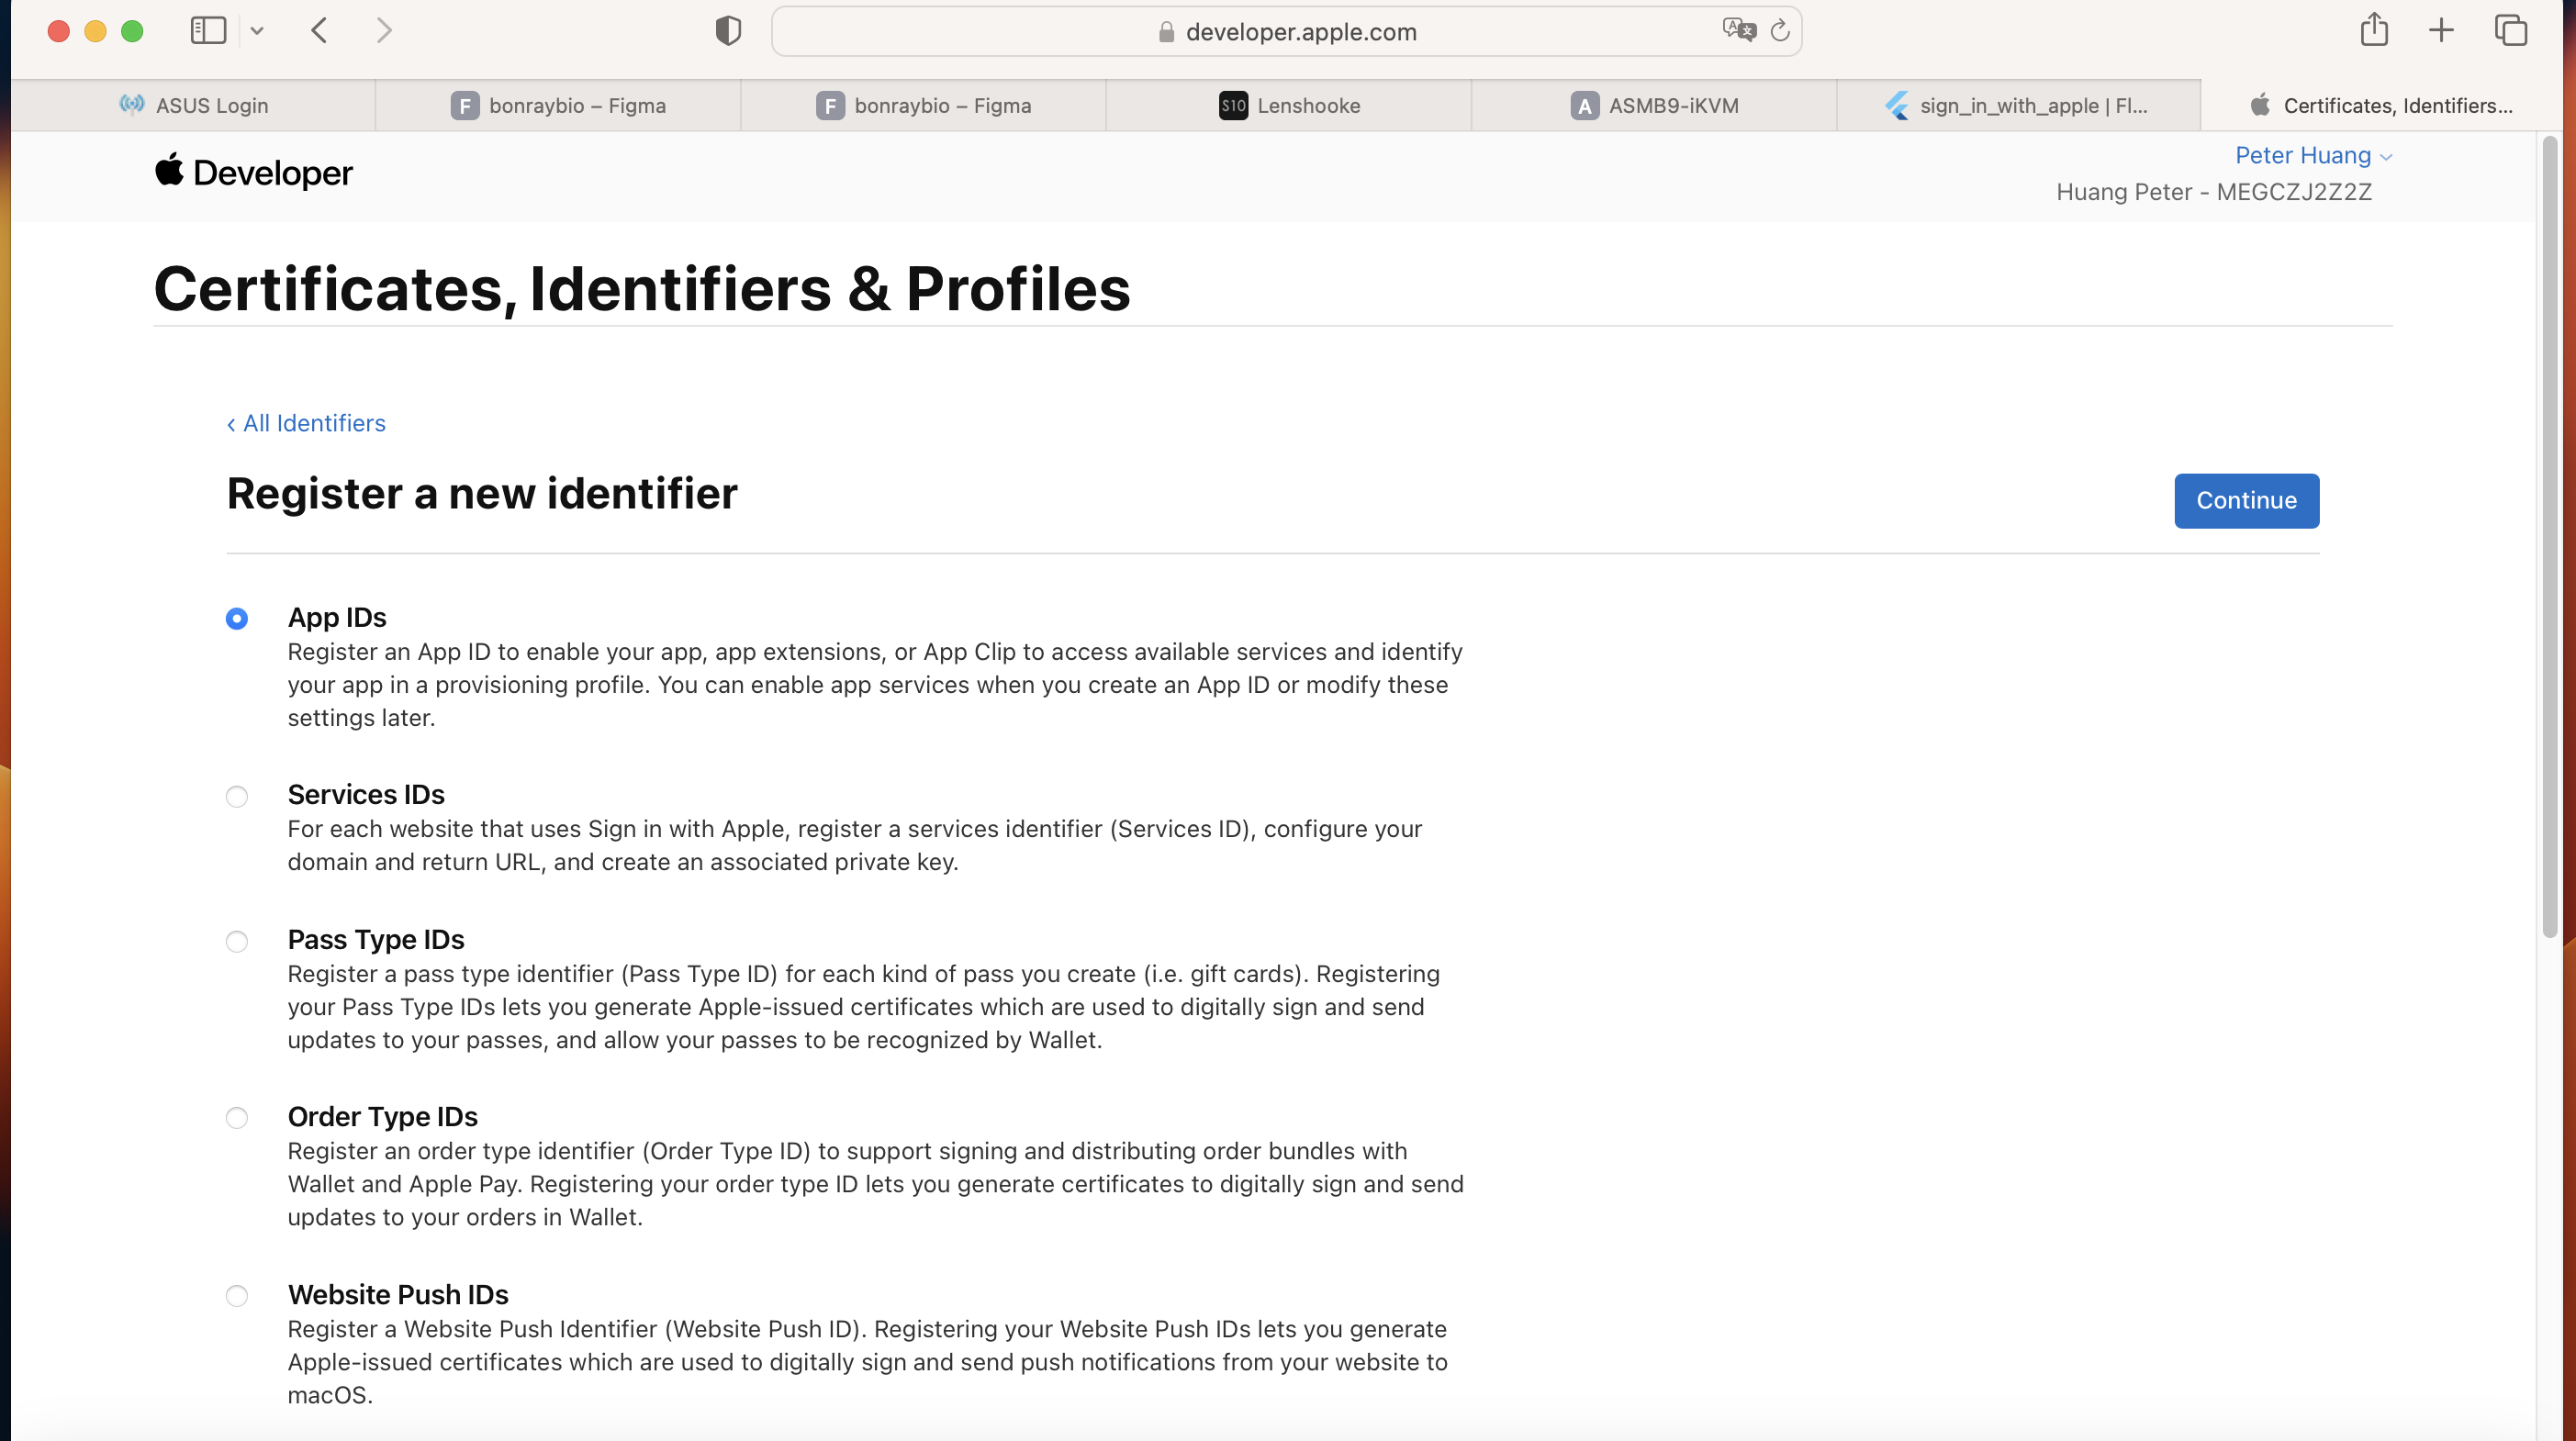 developer.apple.com
ASUS Login
F bonraybio – Figma
F bonraybio – Figma
S10 Lenshooke
A ASMB9-iKVM
sign_in_with_apple | Fl...
Certificates, Identifiers...
Developer
Peter Huang
Huang Peter - MEGCZJ2Z2Z
Certificates, Identifiers & Profiles
‹ All Identifiers
Register a new identifier
Continue
App IDs
Register an App ID to enable your app, app extensions, or App Clip to access available services and identify
your app in a provisioning profile. You can enable app services when you create an App ID or modify these
settings later.
Services IDs
For each website that uses Sign in with Apple, register a services identifier (Services ID), configure your
domain and return URL, and create an associated private key.
Pass Type IDs
Register a pass type identifier (Pass Type ID) for each kind of pass you create (i.e. gift cards). Registering
your Pass Type IDs lets you generate Apple-issued certificates which are used to digitally sign and send
updates to your passes, and allow your passes to be recognized by Wallet.
Order Type IDs
Register an order type identifier (Order Type ID) to support signing and distributing order bundles with
Wallet and Apple Pay. Registering your order type ID lets you generate certificates to digitally sign and send
updates to your orders in Wallet.
Website Push IDs
Register a Website Push Identifier (Website Push ID). Registering your Website Push IDs lets you generate
Apple-issued certificates which are used to digitally sign and send push notifications from your website to
macOS.